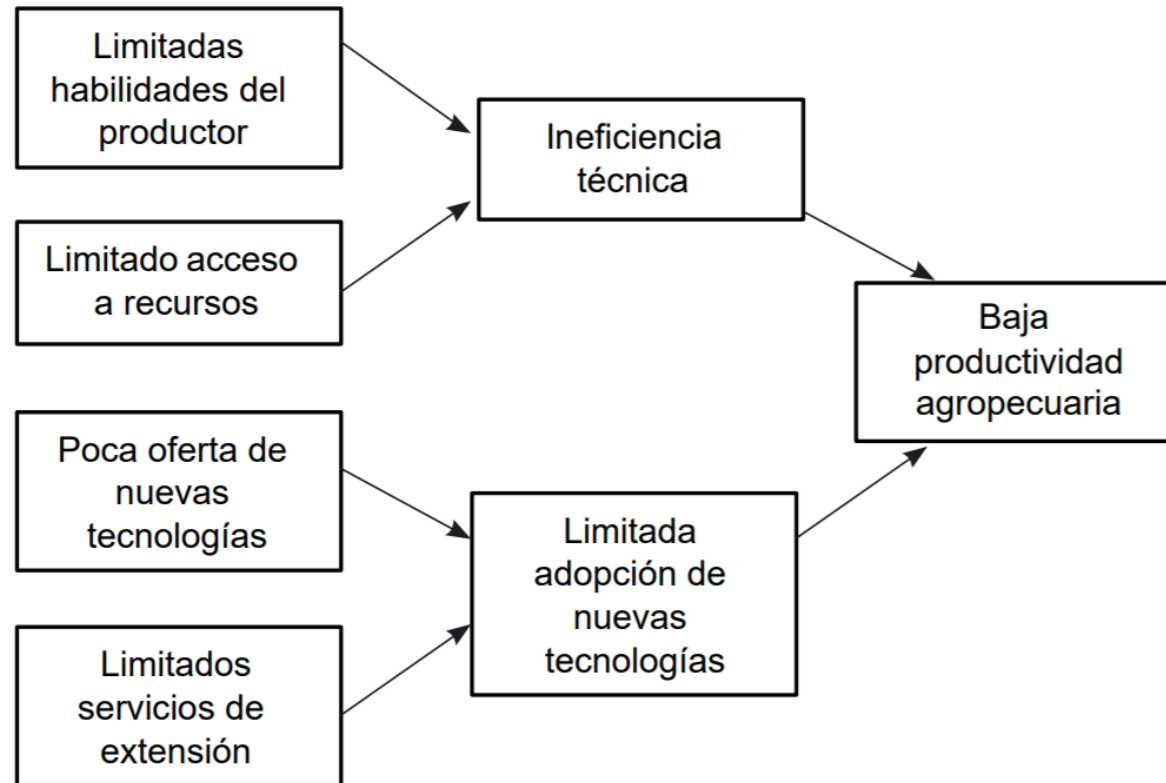 Limitadas
habilidades del
productor
Ineficiencia
técnica
Limitado acceso
a recursos
Baja
productividad
agropecuaria
Poca oferta de
nuevas
tecnologías
Limitada
adopción de
nuevas
tecnologías
Limitados
servicios de
extensión